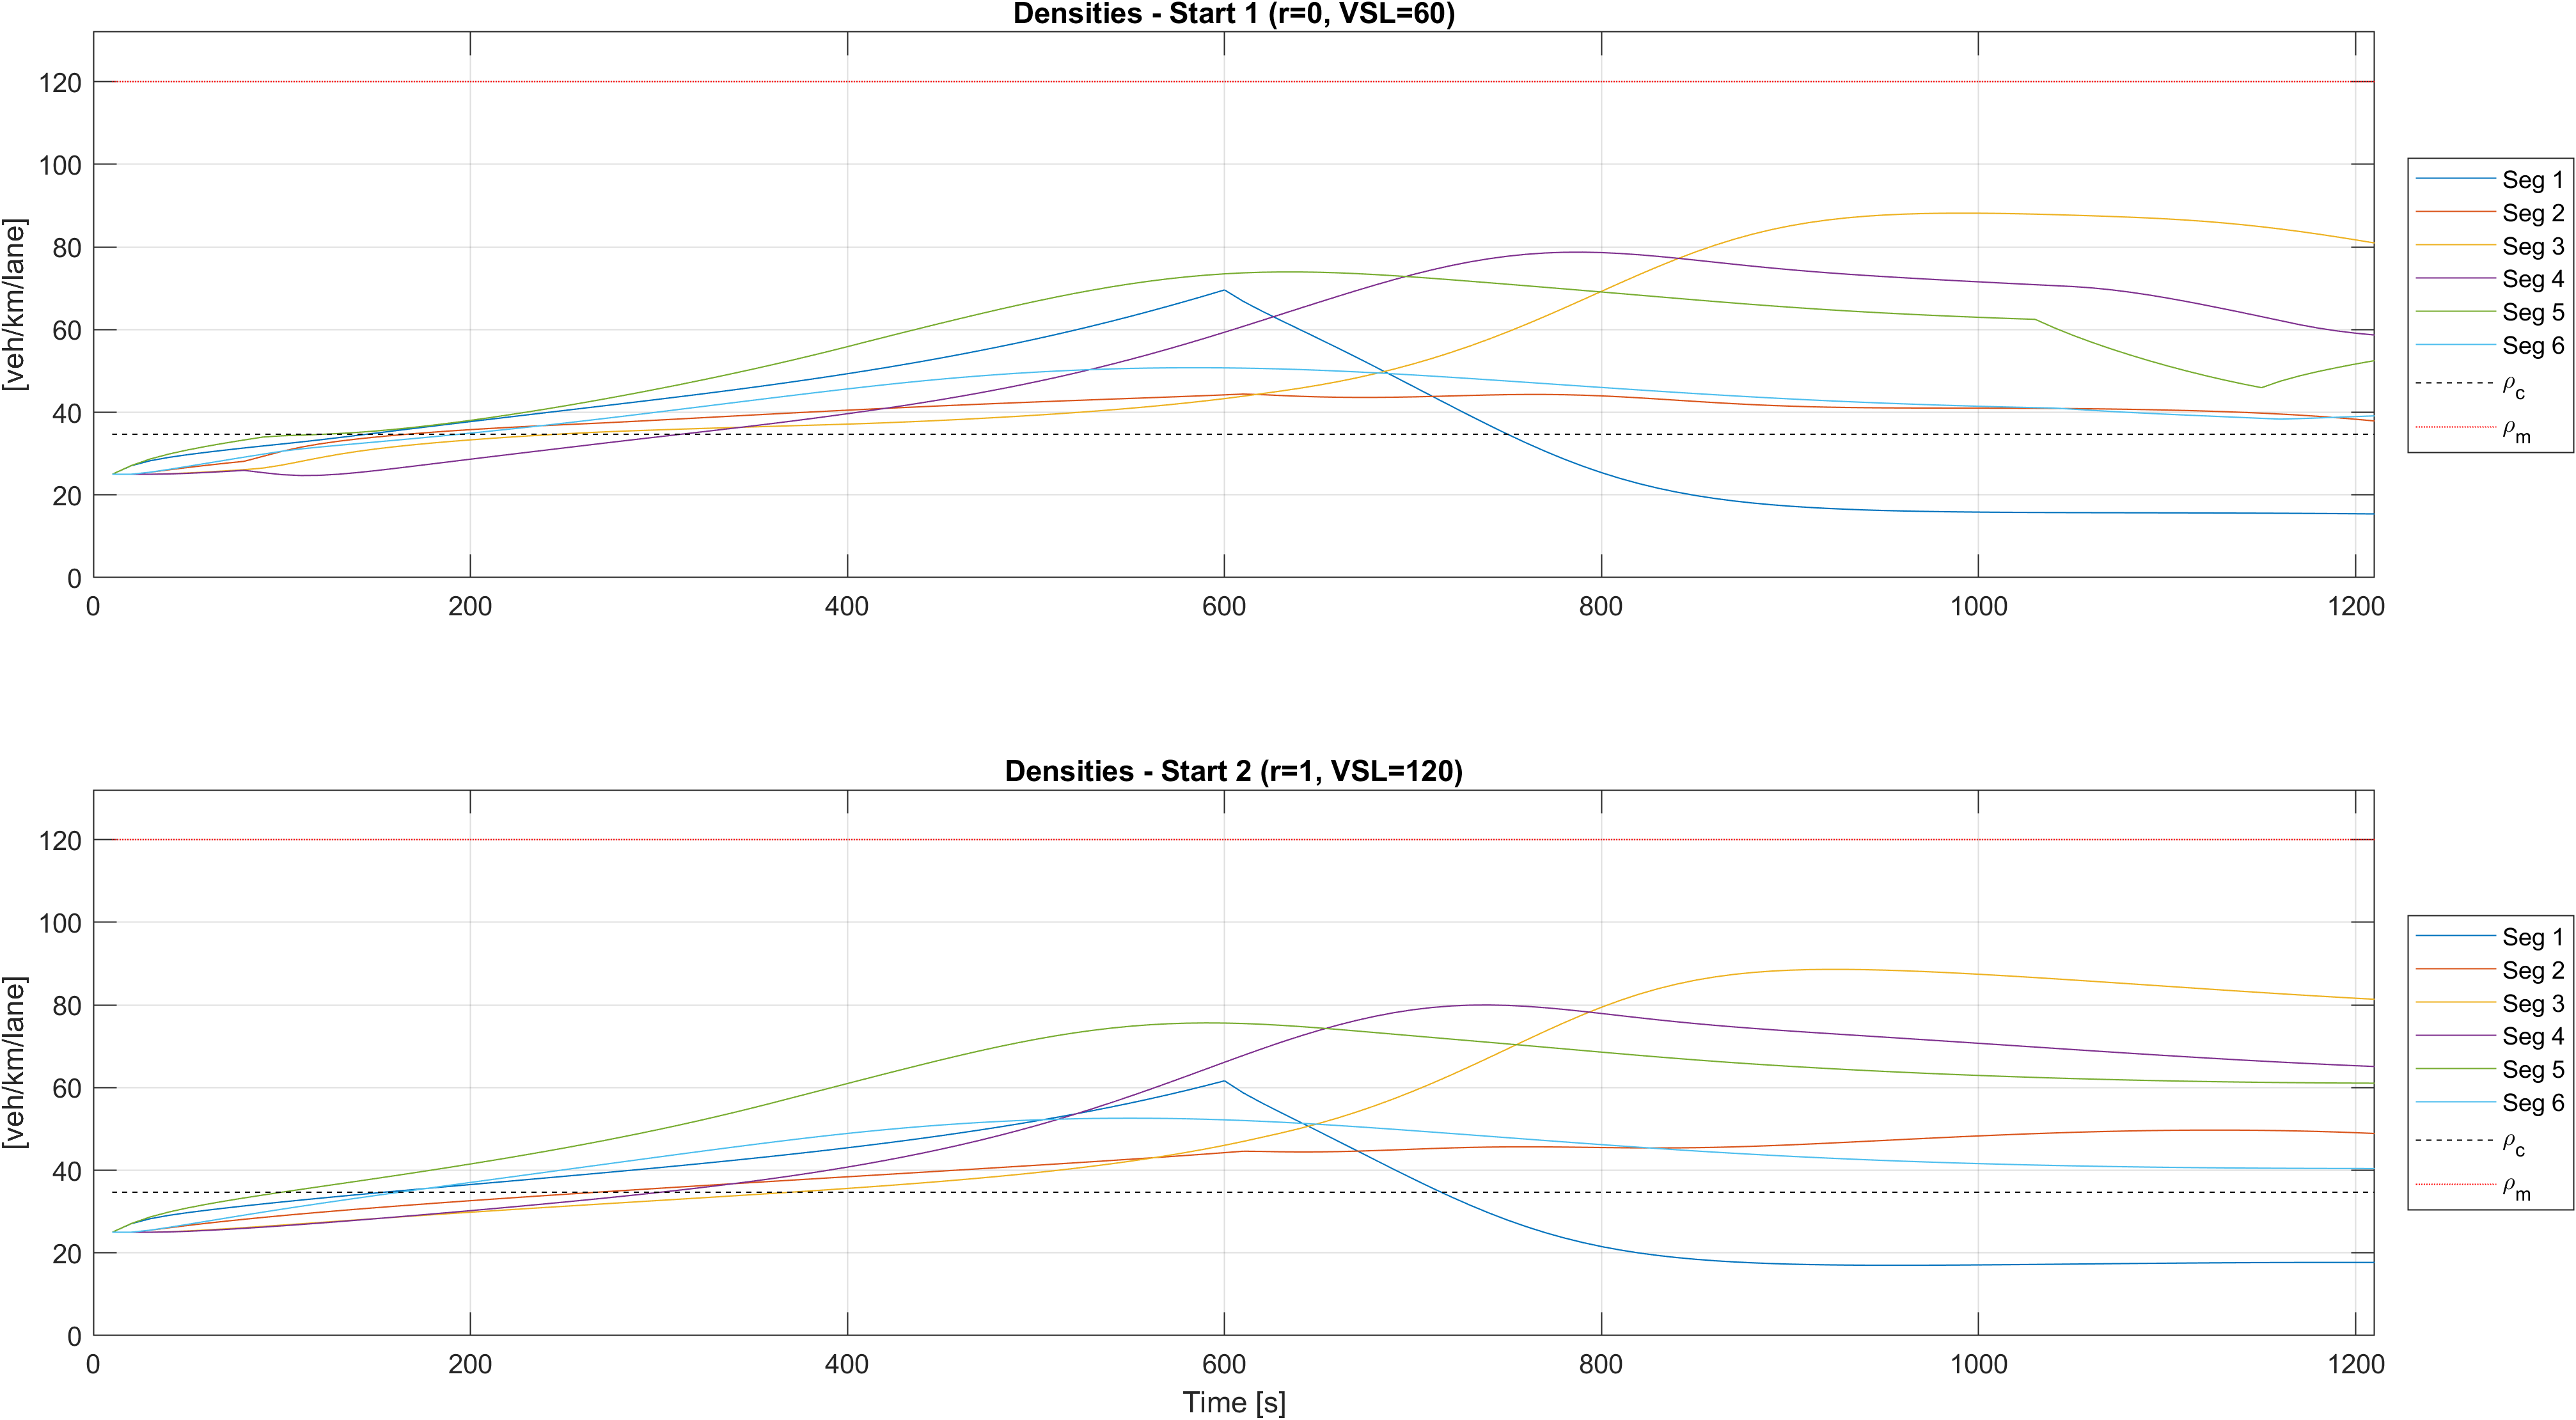 Densities - Start 1 (r=0, VSL=60)
120
100
80
60
40
20
0
[veh/km/lane]
0 200 400 600 800 1000 1200
Seg 1
Seg 2
Seg 3
Seg 4
Seg 5
Seg 6
ρc
ρm
Densities - Start 2 (r=1, VSL=120)
120
100
80
60
40
20
0
[veh/km/lane]
0 200 400 600 800 1000 1200
Time [s]
Seg 1
Seg 2
Seg 3
Seg 4
Seg 5
Seg 6
ρc
ρm